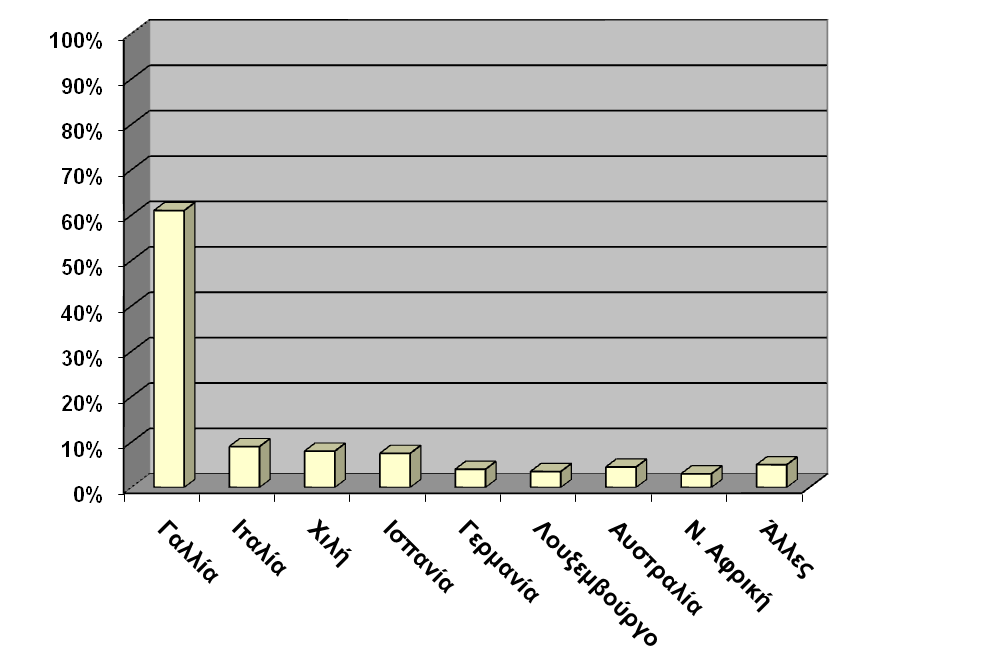 100%
90%
80%
70%
60%
50%
40%
30%
20%
10%
0%
Γαλλία
Ιταλία
Χιλή
Ισπανία
Γερμανία
Λουξεμβούργο
Αυστραλία
Ν. Αφρική
Άλλες